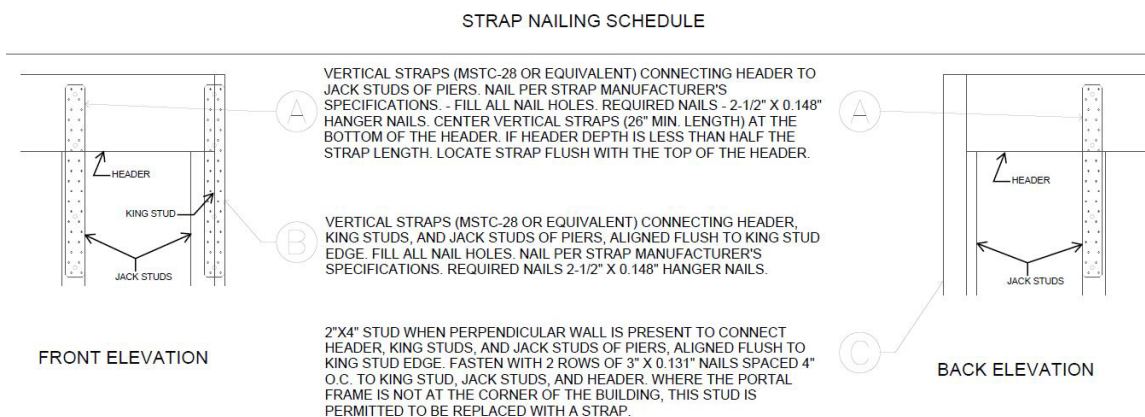 STRAP NAILING SCHEDULE
A
VERTICAL STRAPS (MSTC-28 OR EQUIVALENT) CONNECTING HEADER TO
JACK STUDS OF PIERS. NAIL PER STRAP MANUFACTURER'S
SPECIFICATIONS. - FILL ALL NAIL HOLES. REQUIRED NAILS - 2-1/2" X 0.148"
HANGER NAILS. CENTER VERTICAL STRAPS (26" MIN. LENGTH) AT THE
BOTTOM OF THE HEADER. IF HEADER DEPTH IS LESS THAN HALF THE
STRAP LENGTH. LOCATE STRAP FLUSH WITH THE TOP OF THE HEADER.
A
HEADER
KING STUD
JACK STUDS
B
VERTICAL STRAPS (MSTC-28 OR EQUIVALENT) CONNECTING HEADER,
KING STUDS, AND JACK STUDS OF PIERS, ALIGNED FLUSH TO KING STUD
EDGE. FILL ALL NAIL HOLES. NAIL PER STRAP MANUFACTURER'S
SPECIFICATIONS. REQUIRED NAILS 2-1/2" X 0.148" HANGER NAILS.
HEADER
JACK STUDS
FRONT ELEVATION
2"X4" STUD WHEN PERPENDICULAR WALL IS PRESENT TO CONNECT
HEADER, KING STUDS, AND JACK STUDS OF PIERS, ALIGNED FLUSH TO
KING STUD EDGE. FASTEN WITH 2 ROWS OF 3" X 0.131" NAILS SPACED 4"
O.C. TO KING STUD, JACK STUDS, AND HEADER. WHERE THE PORTAL
FRAME IS NOT AT THE CORNER OF THE BUILDING, THIS STUD IS
PERMITTED TO BE REPLACED WITH A STRAP.
C
BACK ELEVATION